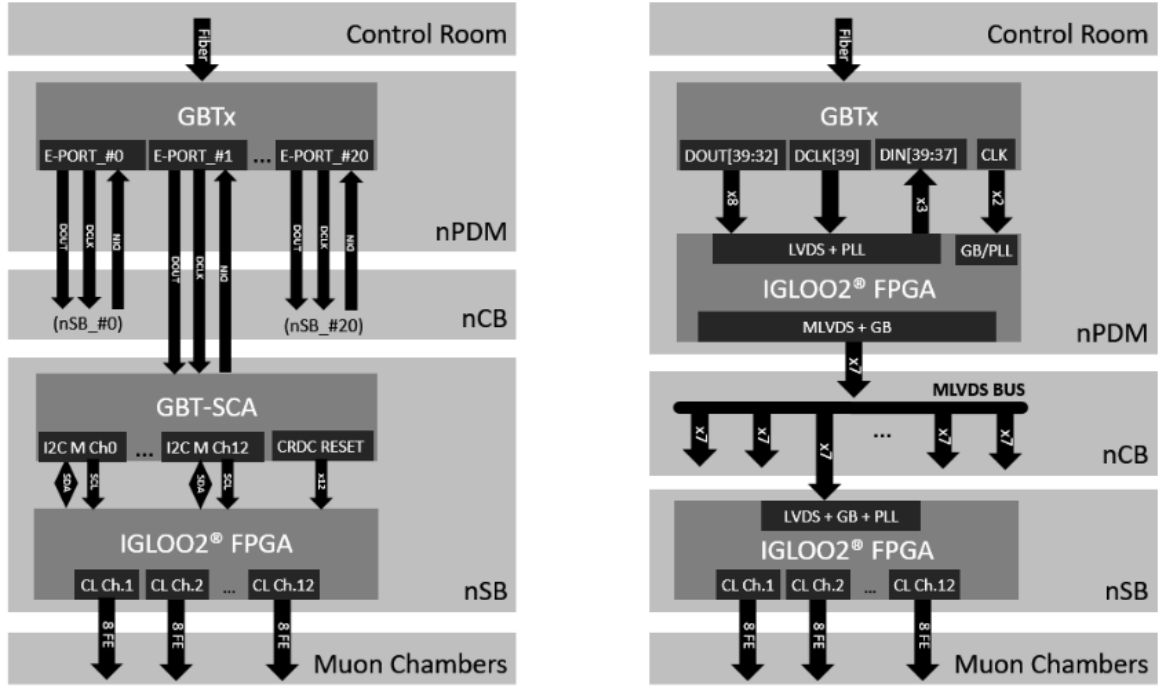 Control Room
Fiber
GBTx
E-PORT_#0
E-PORT_#1
...
E-PORT_#20
DOUT
DCLK
DIN
DOUT
DCLK
DIN
DOUT
DCLK
DIN
nPDM
(nSB_#0)
(nSB_#20)
nCB
GBT-SCA
I2C M Ch0
...
I2C M Ch12
CRDC RESET
SDA
SCL
SDA
SCL
x12
IGLOO2® FPGA
CL Ch.1
CL Ch.2
...
CL Ch.12
nSB
8 FE
8 FE
8 FE
Muon Chambers
Control Room
Fiber
GBTx
DOUT[39:32]
DCLK[39]
DIN[39:37]
CLK
x8
x3
x2
LVDS + PLL
GB/PLL
IGLOO2® FPGA
MLVDS + GB
nPDM
x7
MLVDS BUS
x7
x7
x7
...
x7
x7
nCB
LVDS + GB + PLL
IGLOO2® FPGA
CL Ch.1
CL Ch.2
...
CL Ch.12
nSB
8 FE
8 FE
8 FE
Muon Chambers